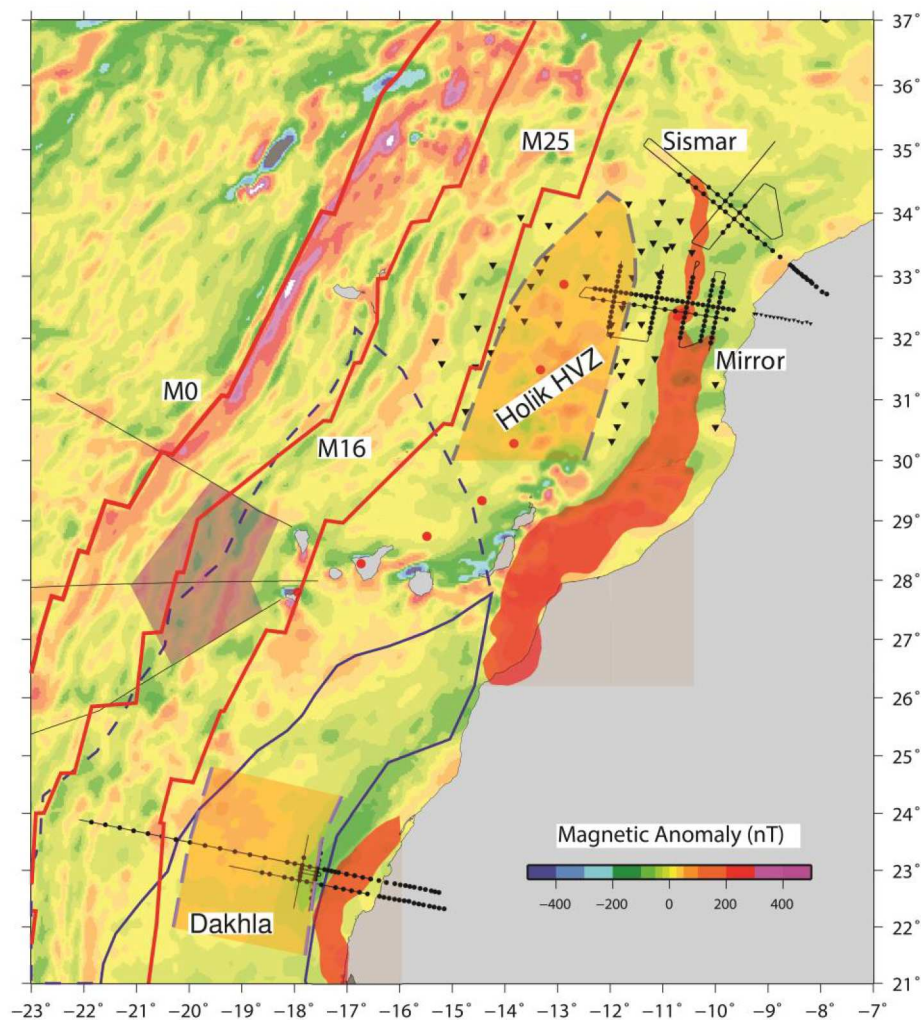 37°
36°
M25
Sismar
35°
34°
33°
Mirror
32°
Holik HVZ
M0
31°
M16
30°
29°
28°
27°
26°
25°
24°
Magnetic Anomaly (nT)
23°
−400 −200 0 200 400
Dakhla
22°
21°
−23 −22 −21 −20 −19 −18 −17 −16 −15 −14 −13 −12 −11 −10 −9 −8 −7